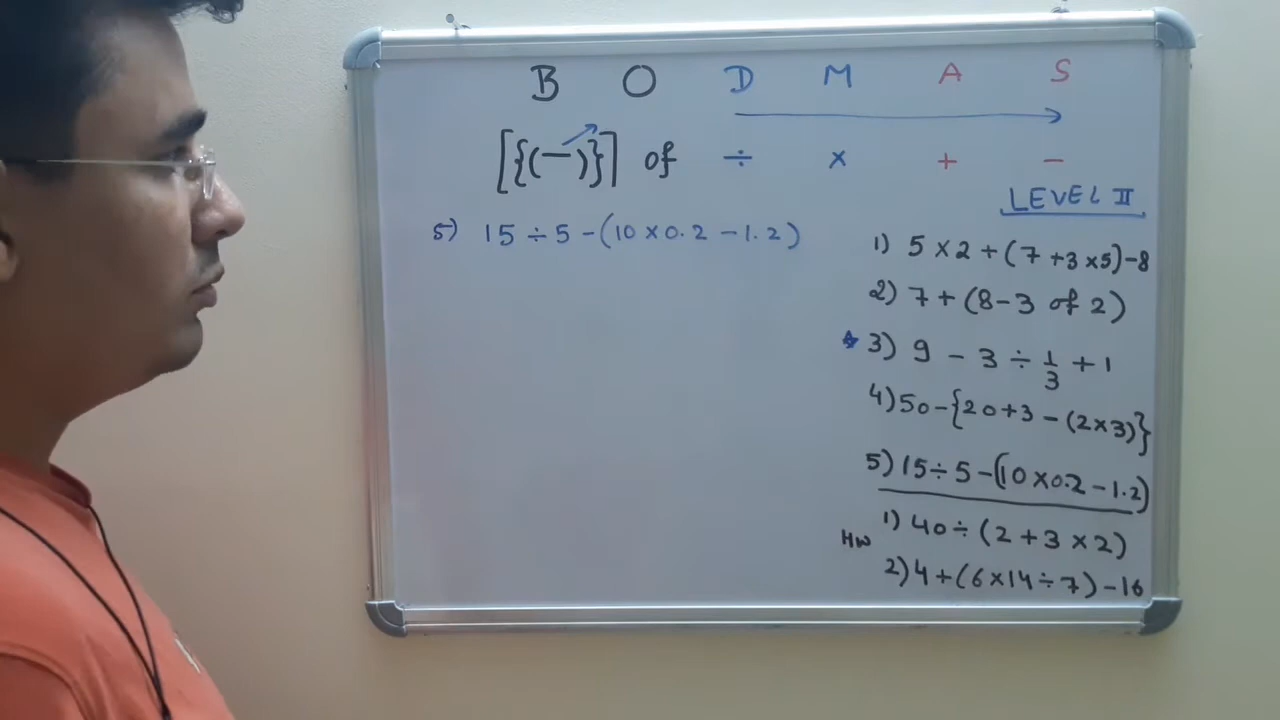 B O D M A S
[{(—)}] of ÷ × + −
LEVEL II
5) 15 ÷ 5 − (10 × 0.2 − 1.2)
1) 5 × 2 + (7 + 3 × 5) − 8
2) 7 + (8 − 3 of 2)
3) 9 − 3 ÷ 1/3 + 1
4) 50 − {20 + 3 − (2 × 3)}
5) 15 ÷ 5 − (10 × 0.2 − 1.2)
HW 1) 40 ÷ (2 + 3 × 2)
2) 4 + (6 × 14 ÷ 7) − 16